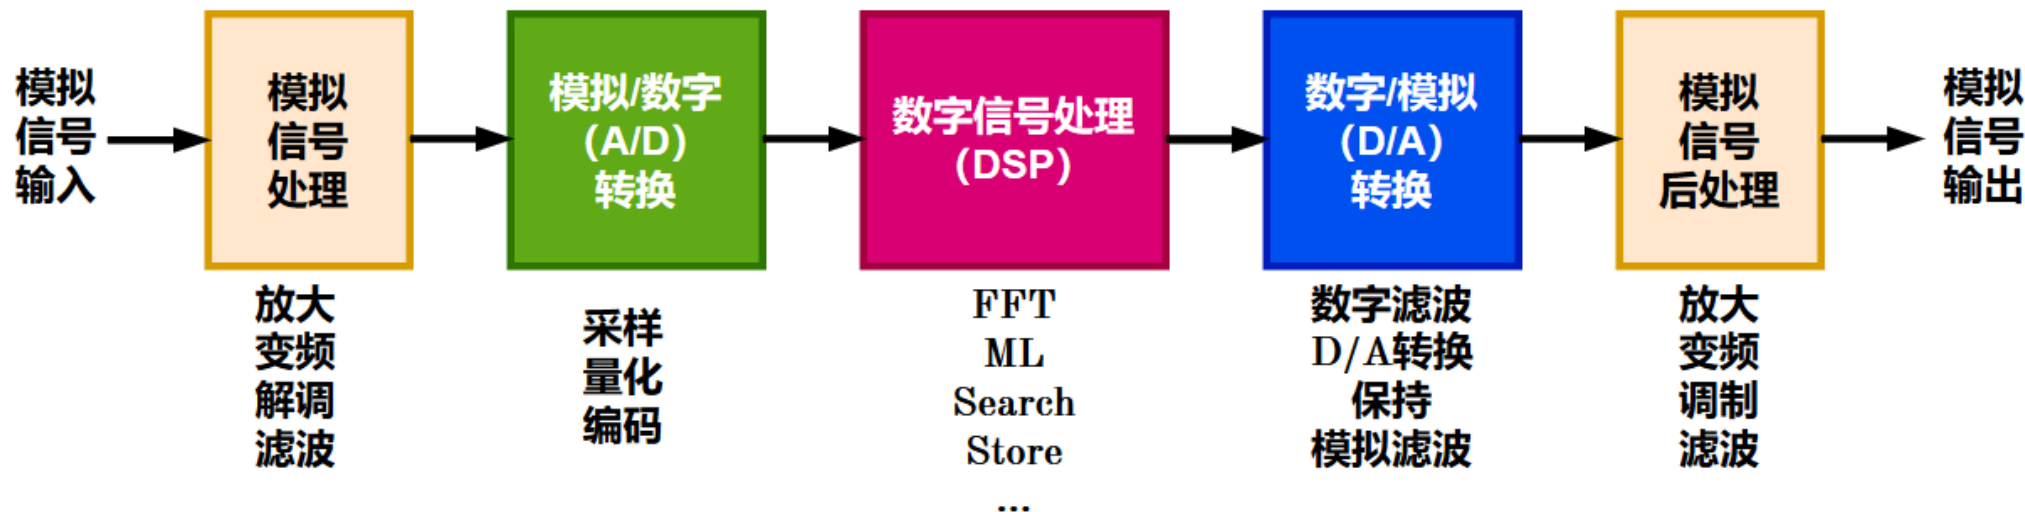 模拟
信号
输入
模拟
信号
处理
放大
变频
解调
滤波
模拟/数字
（A/D）
转换
采样
量化
编码
数字信号处理
（DSP）
FFT
ML
Search
Store
...
数字/模拟
（D/A）
转换
数字滤波
D/A转换
保持
模拟滤波
模拟
信号
后处理
放大
变频
调制
滤波
模拟
信号
输出